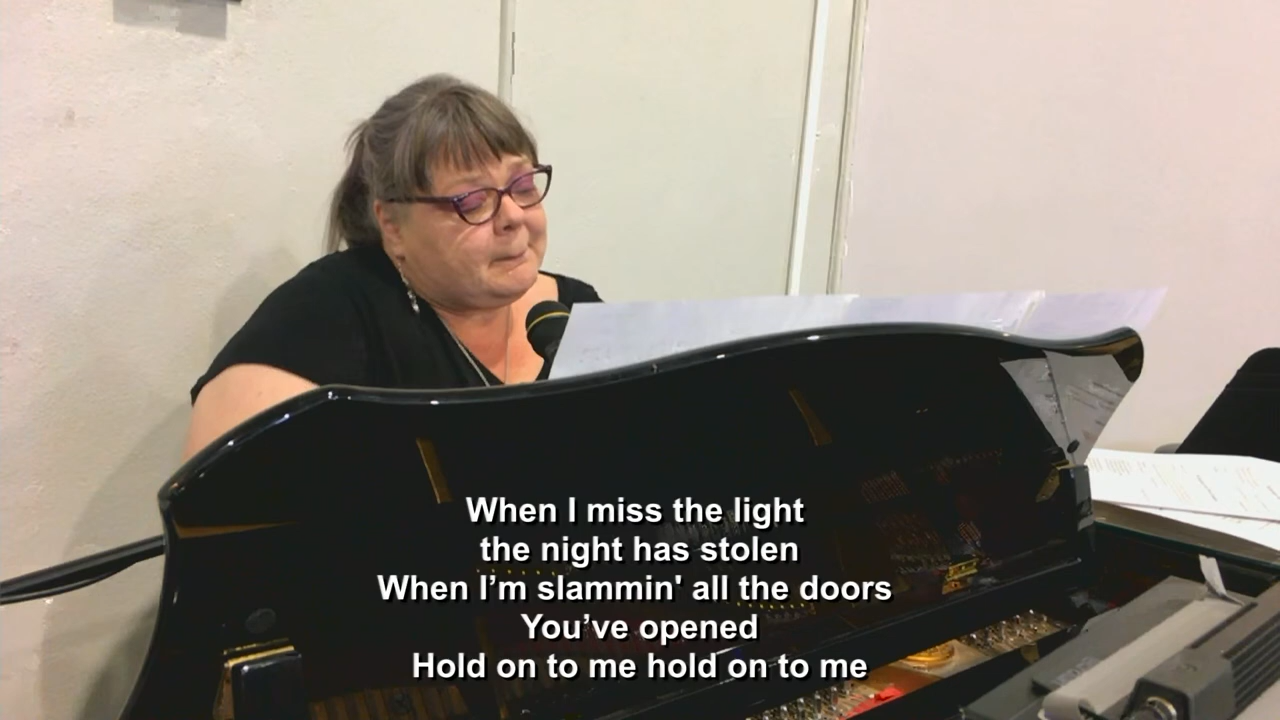 When I miss the light
the night has stolen
When I’m slammin' all the doors
You’ve opened
Hold on to me hold on to me